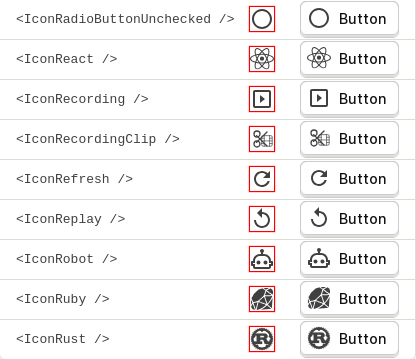 <IconRadioButtonUnchecked /> Button
<IconReact /> Button
<IconRecording /> Button
<IconRecordingClip /> Button
<IconRefresh /> Button
<IconReplay /> Button
<IconRobot /> Button
<IconRuby /> Button
<IconRust /> Button